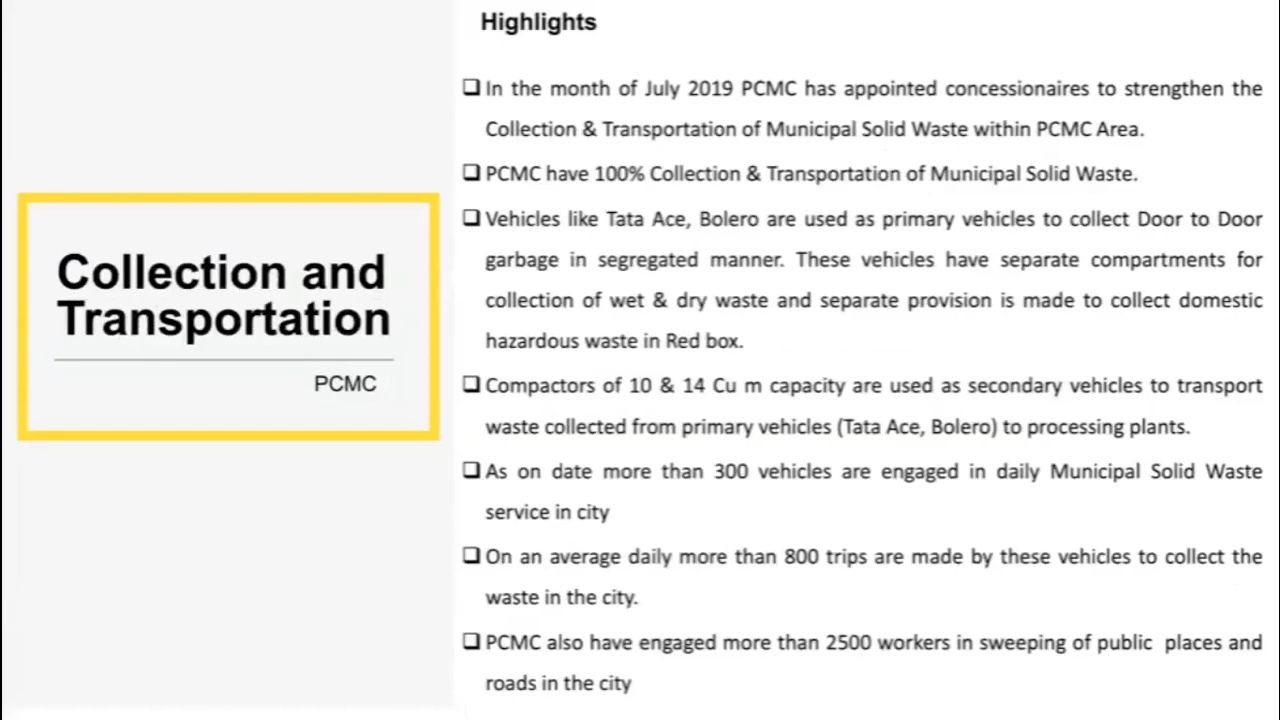 Collection and
Transportation
PCMC
Highlights
❑ In the month of July 2019 PCMC has appointed concessionaires to strengthen the
Collection & Transportation of Municipal Solid Waste within PCMC Area.
❑ PCMC have 100% Collection & Transportation of Municipal Solid Waste.
❑ Vehicles like Tata Ace, Bolero are used as primary vehicles to collect Door to Door
garbage in segregated manner. These vehicles have separate compartments for
collection of wet & dry waste and separate provision is made to collect domestic
hazardous waste in Red box.
❑ Compactors of 10 & 14 Cu m capacity are used as secondary vehicles to transport
waste collected from primary vehicles (Tata Ace, Bolero) to processing plants.
❑ As on date more than 300 vehicles are engaged in daily Municipal Solid Waste
service in city
❑ On an average daily more than 800 trips are made by these vehicles to collect the
waste in the city.
❑ PCMC also have engaged more than 2500 workers in sweeping of public places and
roads in the city